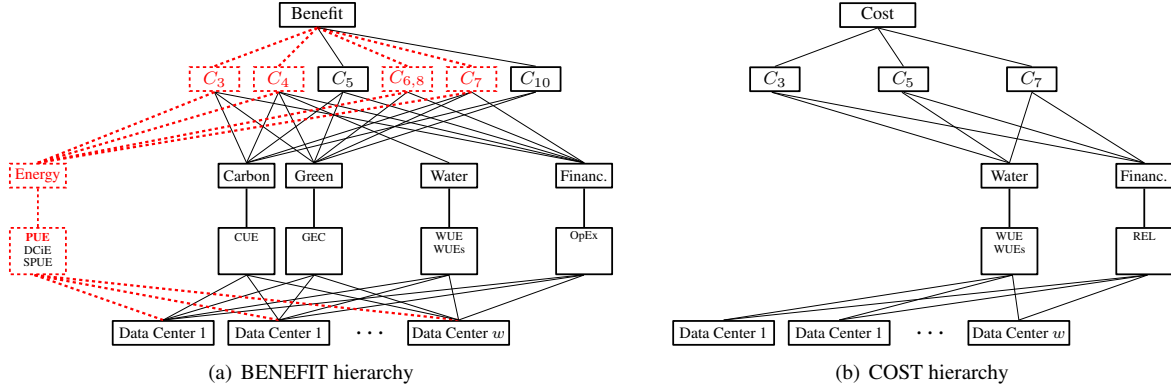 Benefit
C3 C4 C5 C6,8 C7 C10
Energy Carbon Green Water Financ.
PUE
DCiE
SPUE
CUE
GEC
WUE
WUEs
OpEx
Data Center 1 Data Center 1 ··· Data Center w
(a) BENEFIT hierarchy
Cost
C3 C5 C7
Water Financ.
WUE
WUEs
REL
Data Center 1 Data Center 1 ··· Data Center w
(b) COST hierarchy